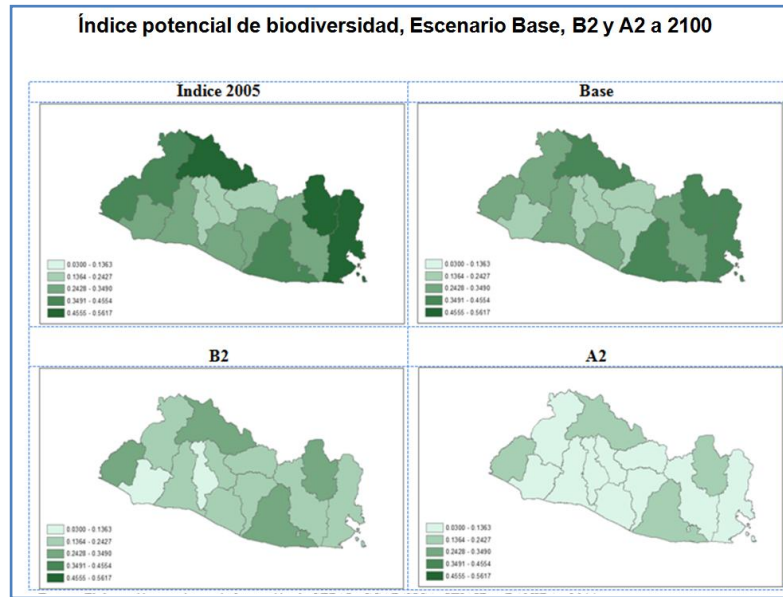 Índice potencial de biodiversidad, Escenario Base, B2 y A2 a 2100
Índice 2005
Base
0.0300 - 0.1363
0.1364 - 0.2427
0.2428 - 0.3490
0.3491 - 0.4554
0.4555 - 0.5617
0.0300 - 0.1363
0.1364 - 0.2427
0.2428 - 0.3490
0.3491 - 0.4554
0.4555 - 0.5617
B2
A2
0.0300 - 0.1363
0.1364 - 0.2427
0.2428 - 0.3490
0.3491 - 0.4554
0.4555 - 0.5617
0.0300 - 0.1363
0.1364 - 0.2427
0.2428 - 0.3490
0.3491 - 0.4554
0.4555 - 0.5617